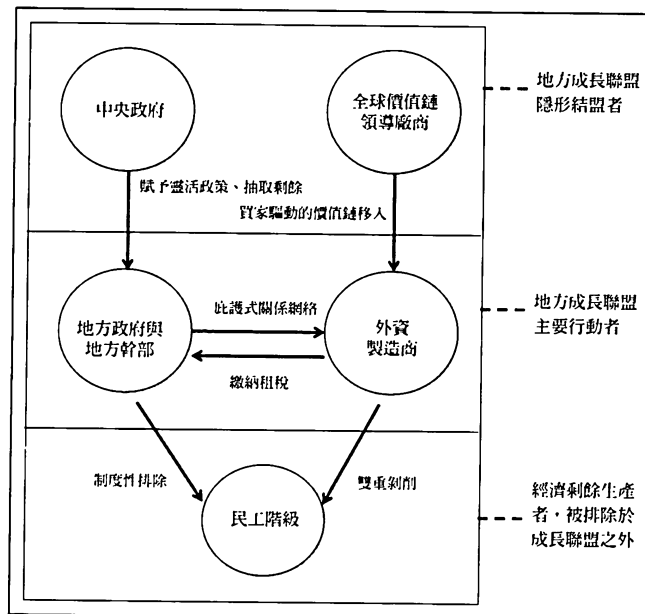 中央政府
全球價值鏈
領導廠商
地方成長聯盟
隱形結盟者
賦予靈活政策、抽取剩餘
買家驅動的價值鏈移入
地方政府與
地方幹部
庇護式關係網絡
繳納租稅
外資
製造商
地方成長聯盟
主要行動者
制度性排除
雙重剝削
民工階級
經濟剩餘生產
者，被排除於
成長聯盟之外